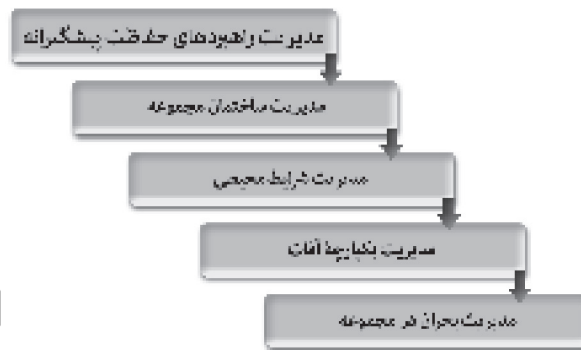 مدیریت راهبردهای حفاظت پیشگیرانه
مدیریت ساختمان مجموعه
مدیریت شرایط محیطی
مدیریت یکپارچهٔ آفات
مدیریت بحران در مجموعه